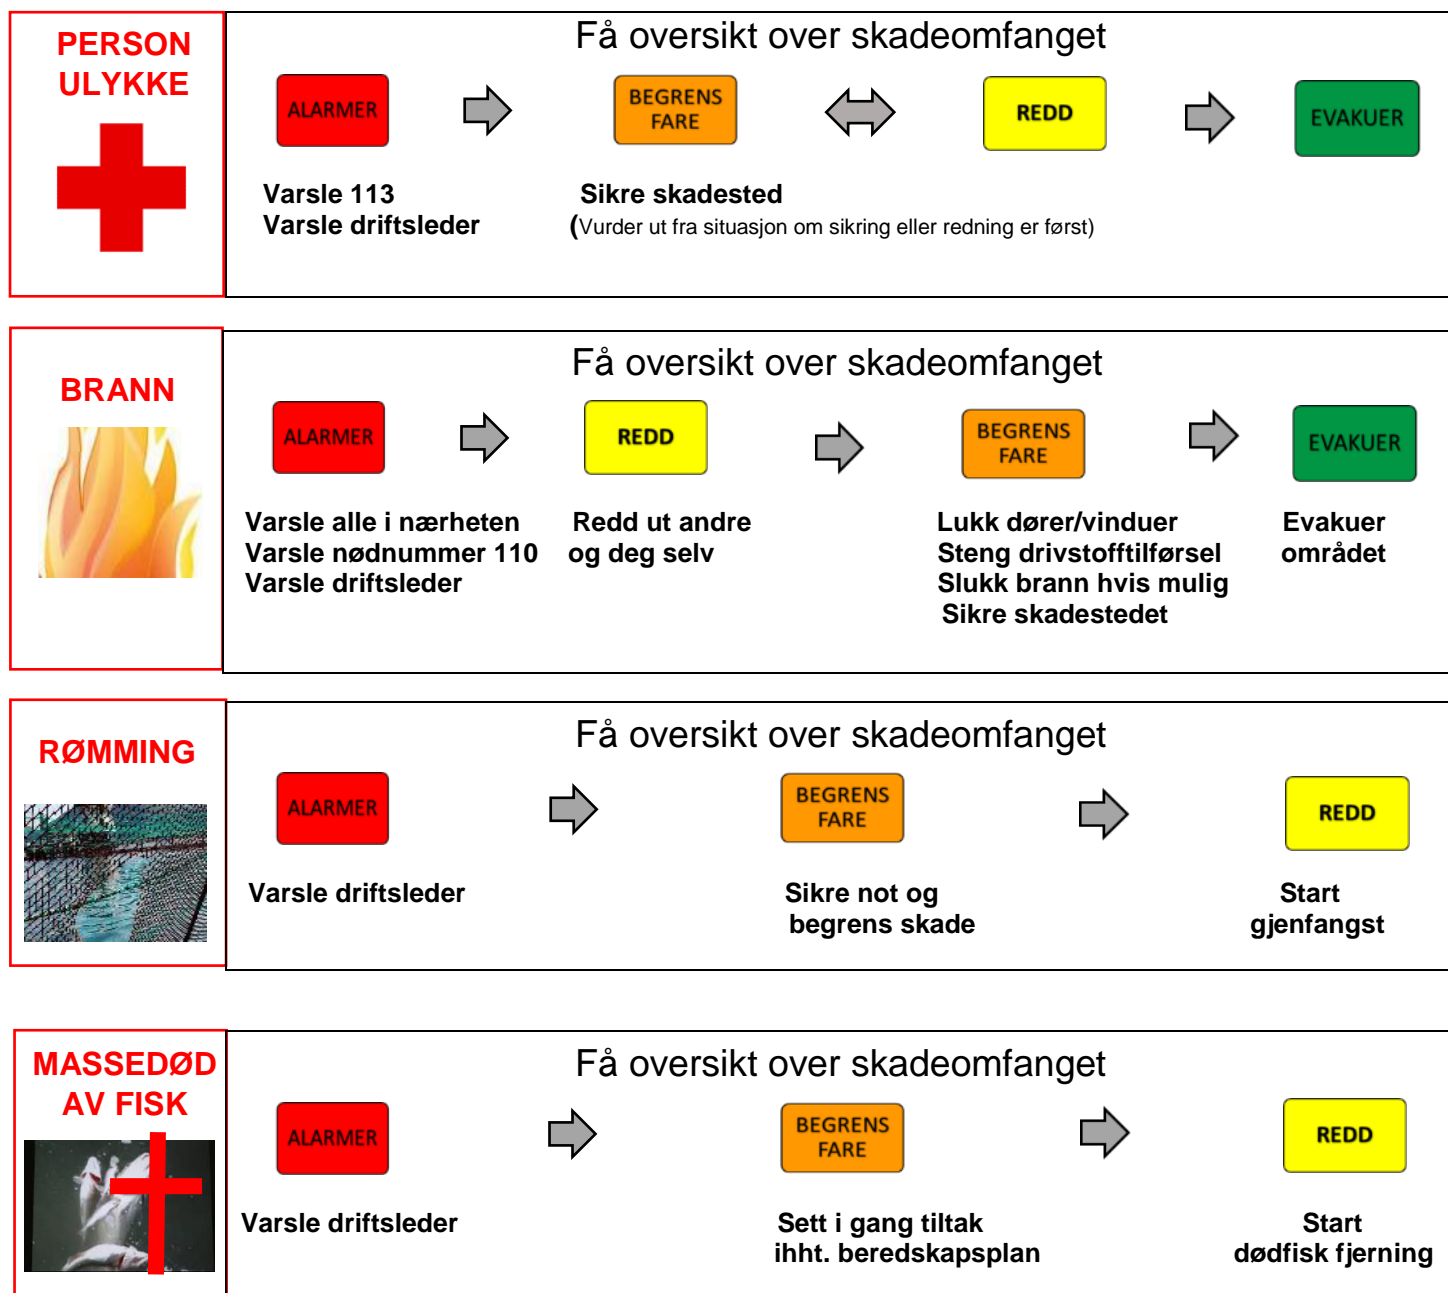 PERSON
ULYKKE
Få oversikt over skadeomfanget
ALARMER
BEGRENS
FARE
REDD
EVAKUER
Varsle 113
Varsle driftsleder
Sikre skadested
(Vurder ut fra situasjon om sikring eller redning er først)
BRANN
Få oversikt over skadeomfanget
ALARMER
REDD
BEGRENS
FARE
EVAKUER
Varsle alle i nærheten
Varsle nødnummer 110
Varsle driftsleder
Redd ut andre
og deg selv
Lukk dører/vinduer
Steng drivstofftilførsel
Slukk brann hvis mulig
Sikre skadestedet
Evakuer
området
RØMMING
Få oversikt over skadeomfanget
ALARMER
BEGRENS
FARE
REDD
Varsle driftsleder
Sikre not og
begrens skade
Start
gjenfangst
MASSEDØD
AV FISK
Få oversikt over skadeomfanget
ALARMER
BEGRENS
FARE
REDD
Varsle driftsleder
Sett i gang tiltak
ihht. beredskapsplan
Start
dødfisk fjerning